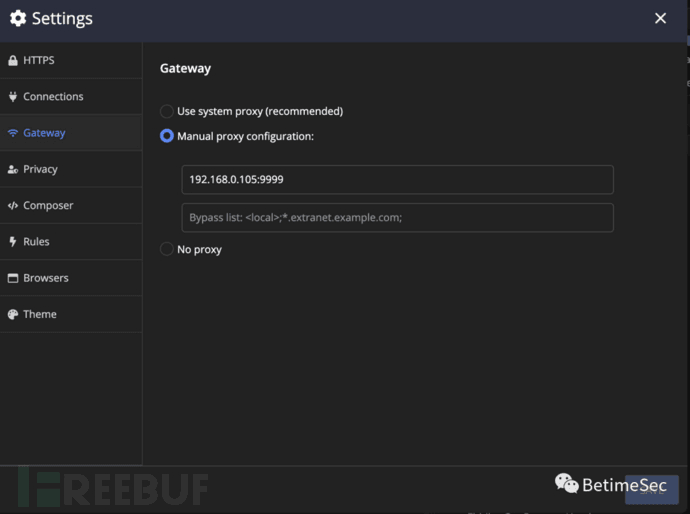 Settings
HTTPS
Connections
Gateway
Privacy
Composer
Rules
Browsers
Theme
Gateway
Use system proxy (recommended)
Manual proxy configuration:
192.168.0.105:9999
Bypass list: <local>;*.extranet.example.com;
No proxy
FREEBUF
BetimeSec